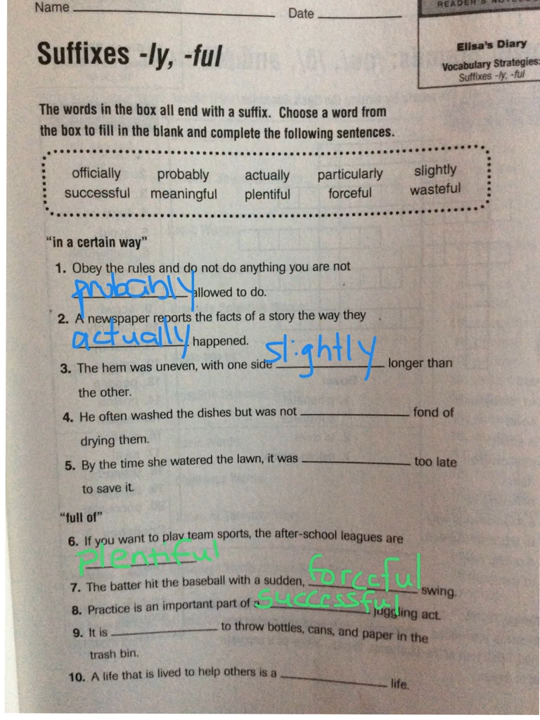 Name Date
READER'S NOTEBOOK
Elisa's Diary
Vocabulary Strategies:
Suffixes -ly, -ful
Suffixes -ly, -ful
The words in the box all end with a suffix. Choose a word from
the box to fill in the blank and complete the following sentences.
officially probably actually particularly slightly
successful meaningful plentiful forceful wasteful
"in a certain way"
1. Obey the rules and do not do anything you are not
probably allowed to do.
2. A newspaper reports the facts of a story the way they
actually happened.
3. The hem was uneven, with one side slightly longer than
the other.
4. He often washed the dishes but was not fond of
drying them.
5. By the time she watered the lawn, it was too late
to save it.
"full of"
6. If you want to play team sports, the after-school leagues are
plentiful
7. The batter hit the baseball with a sudden, forceful swing.
8. Practice is an important part of successful juggling act.
9. It is to throw bottles, cans, and paper in the
trash bin.
10. A life that is lived to help others is a life.